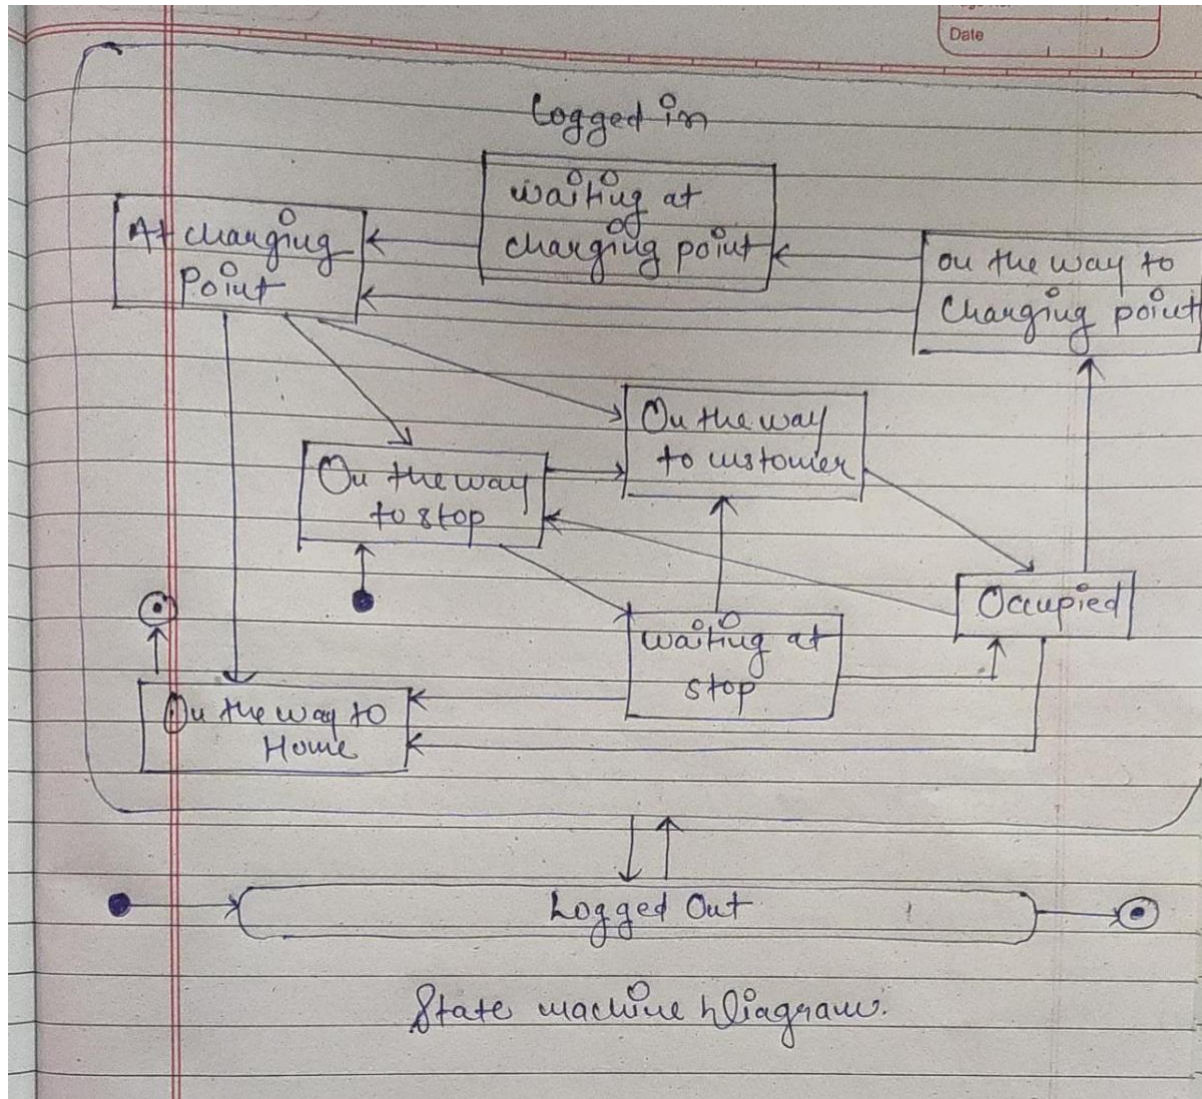 Date
Logged in
waiting at
charging point
At charging
Point
on the way to
Charging point
On the way
to customer
On the way
to stop
Occupied
waiting at
stop
On the way to
Home
Logged Out
State machine Diagram.